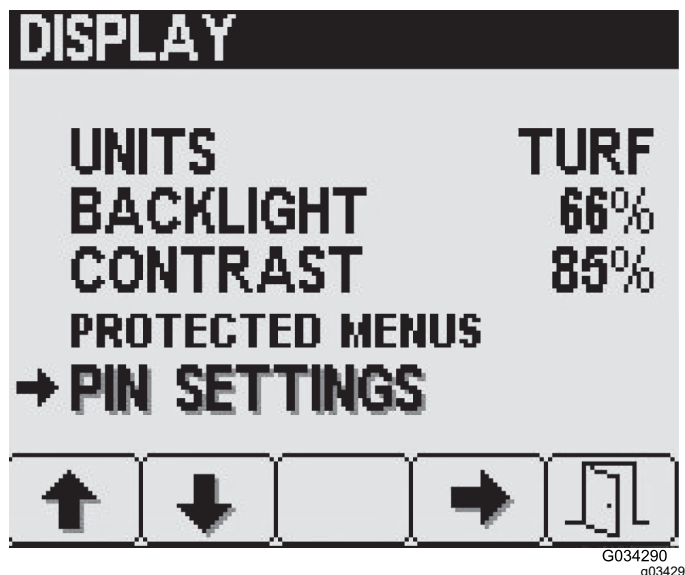 DISPLAY
UNITS TURF
BACKLIGHT 66%
CONTRAST 85%
PROTECTED MENUS
PIN SETTINGS
G034290
g03429